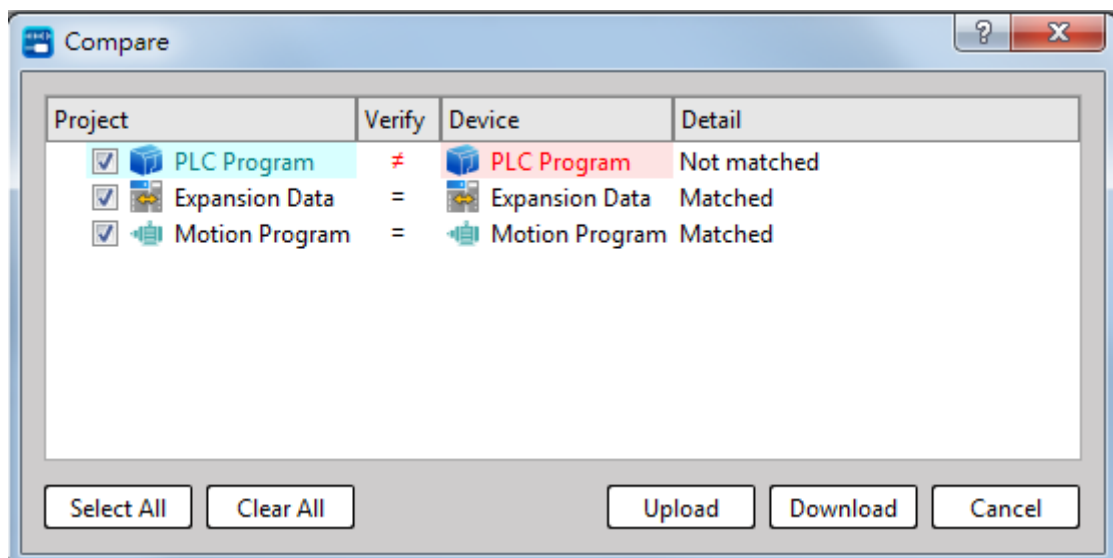 Compare
Project Verify Device Detail
PLC Program ≠ PLC Program Not matched
Expansion Data = Expansion Data Matched
Motion Program = Motion Program Matched
Select All Clear All Upload Download Cancel